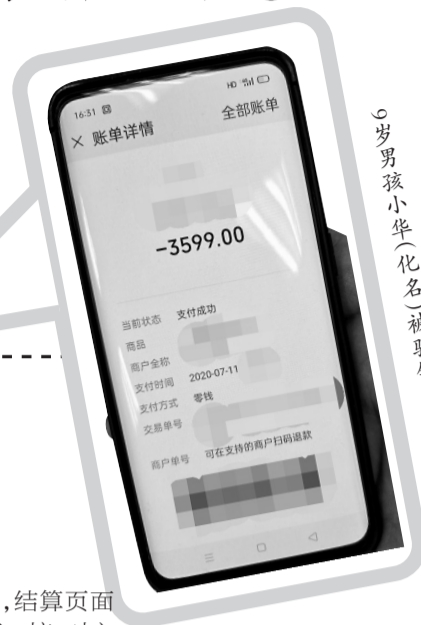 16:31
HD
× 账单详情 全部账单
-3599.00
当前状态 支付成功
商品
商户全称
支付时间 2020-07-11
支付方式 零钱
交易单号
商户单号 可在支持的商户扫码退款
9岁男孩小华(化名)被
,结算页面